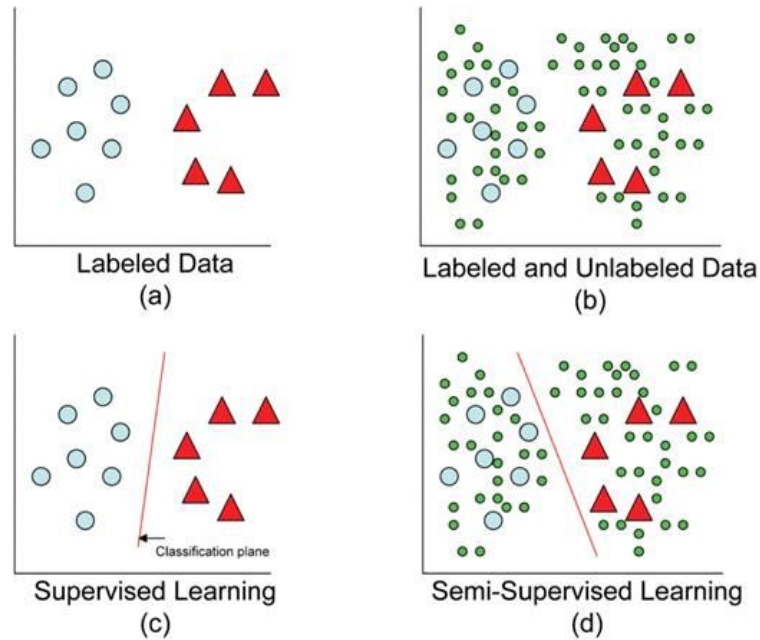 Labeled Data
(a)
Labeled and Unlabeled Data
(b)
Classification plane
Supervised Learning
(c)
Semi-Supervised Learning
(d)